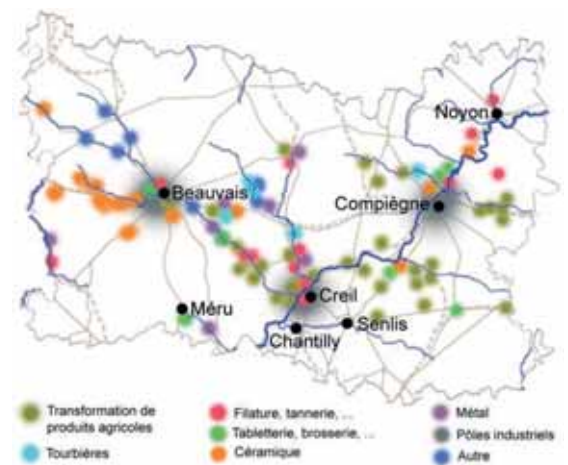 Noyon
Beauvais
Compiègne
Creil
Méru
Senlis
Chantilly
Transformation de
produits agricoles
Tourbières
Filature, tannerie, ...
Tabletterie, brosserie, ...
Céramique
Métal
Pôles industriels
Autre